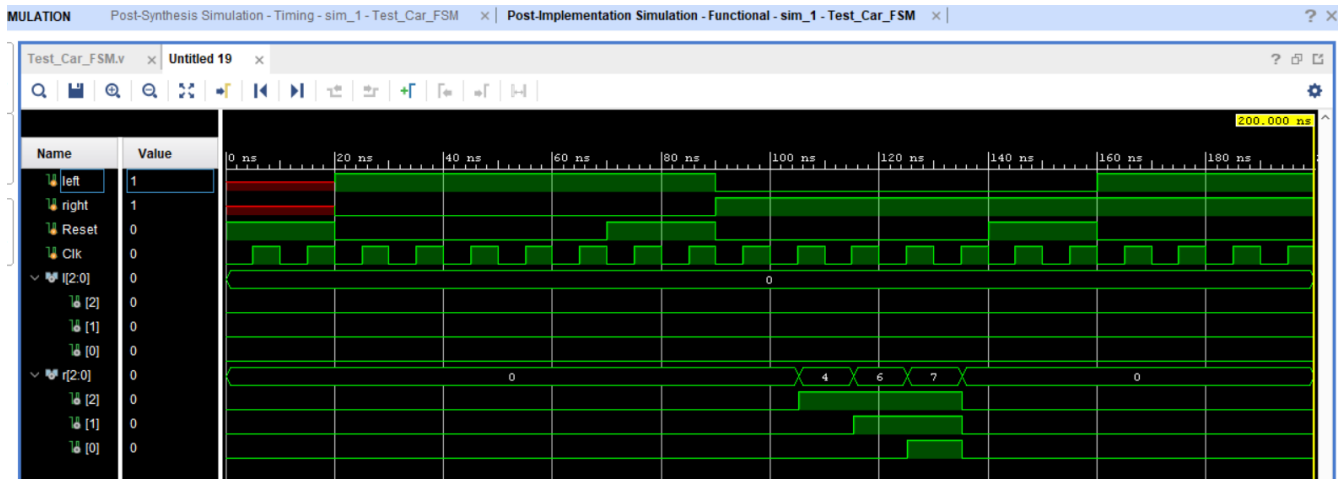 MULATION Post-Synthesis Simulation - Timing - sim_1 - Test_Car_FSM × Post-Implementation Simulation - Functional - sim_1 - Test_Car_FSM × ? ×
Test_Car_FSM.v × Untitled 19 × ?
200.000 ns
Name Value 0 ns 20 ns 40 ns 60 ns 80 ns 100 ns 120 ns 140 ns 160 ns 180 ns
left 1
right 1
Reset 0
Clk 0
l[2:0] 0 0
[2] 0
[1] 0
[0] 0
r[2:0] 0 0 4 6 7 0
[2] 0
[1] 0
[0] 0